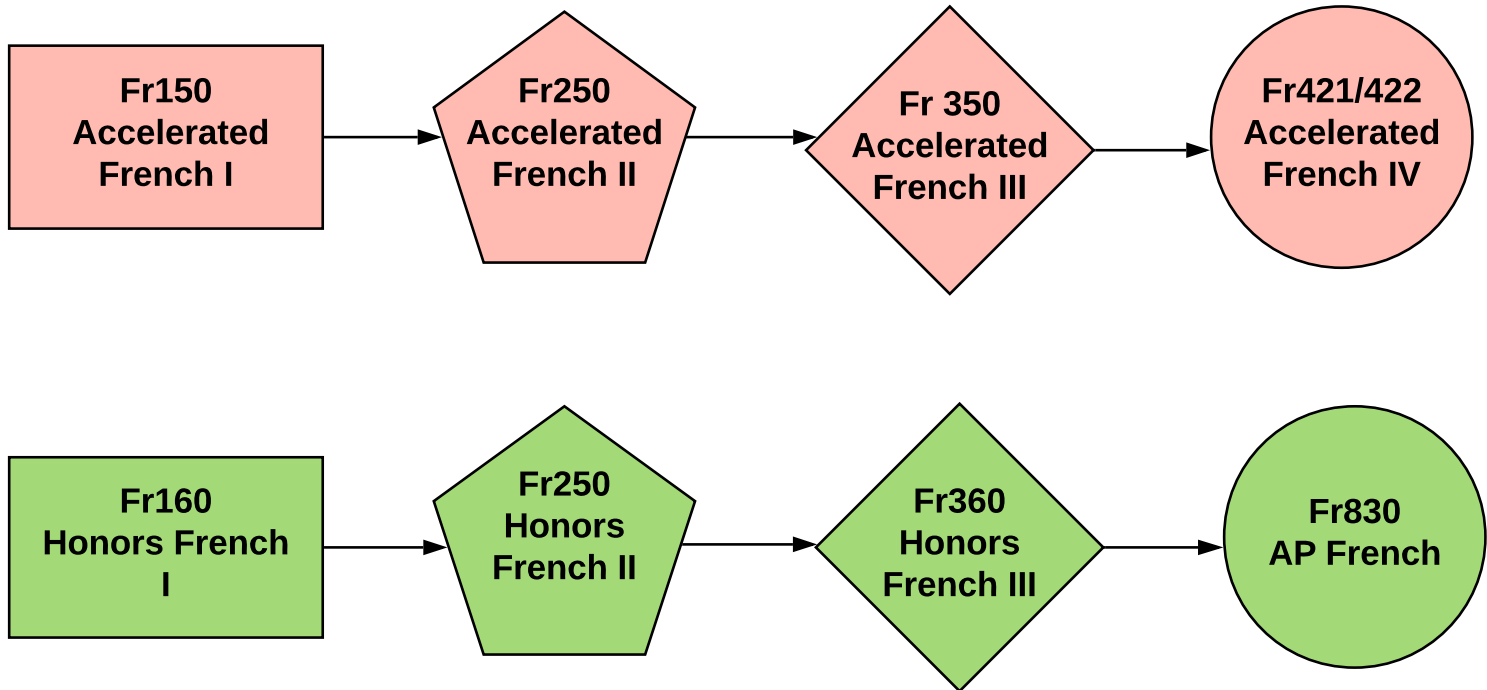 Fr150
Accelerated
French I
Fr250
Accelerated
French II
Fr 350
Accelerated
French III
Fr421/422
Accelerated
French IV
Fr160
Honors French
I
Fr250
Honors
French II
Fr360
Honors
French III
Fr830
AP French